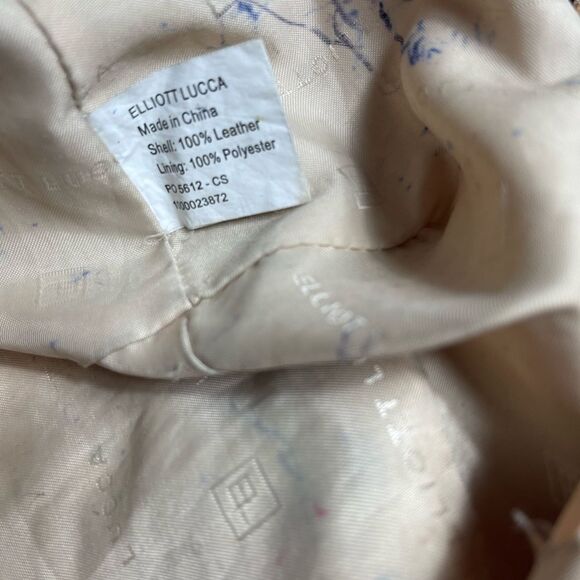 ELLIOTT LUCCA
Made in China
Shell: 100% Leather
Lining: 100% Polyester
PO 5612 - CS
1000023872
ELLIOTT
LUCCA